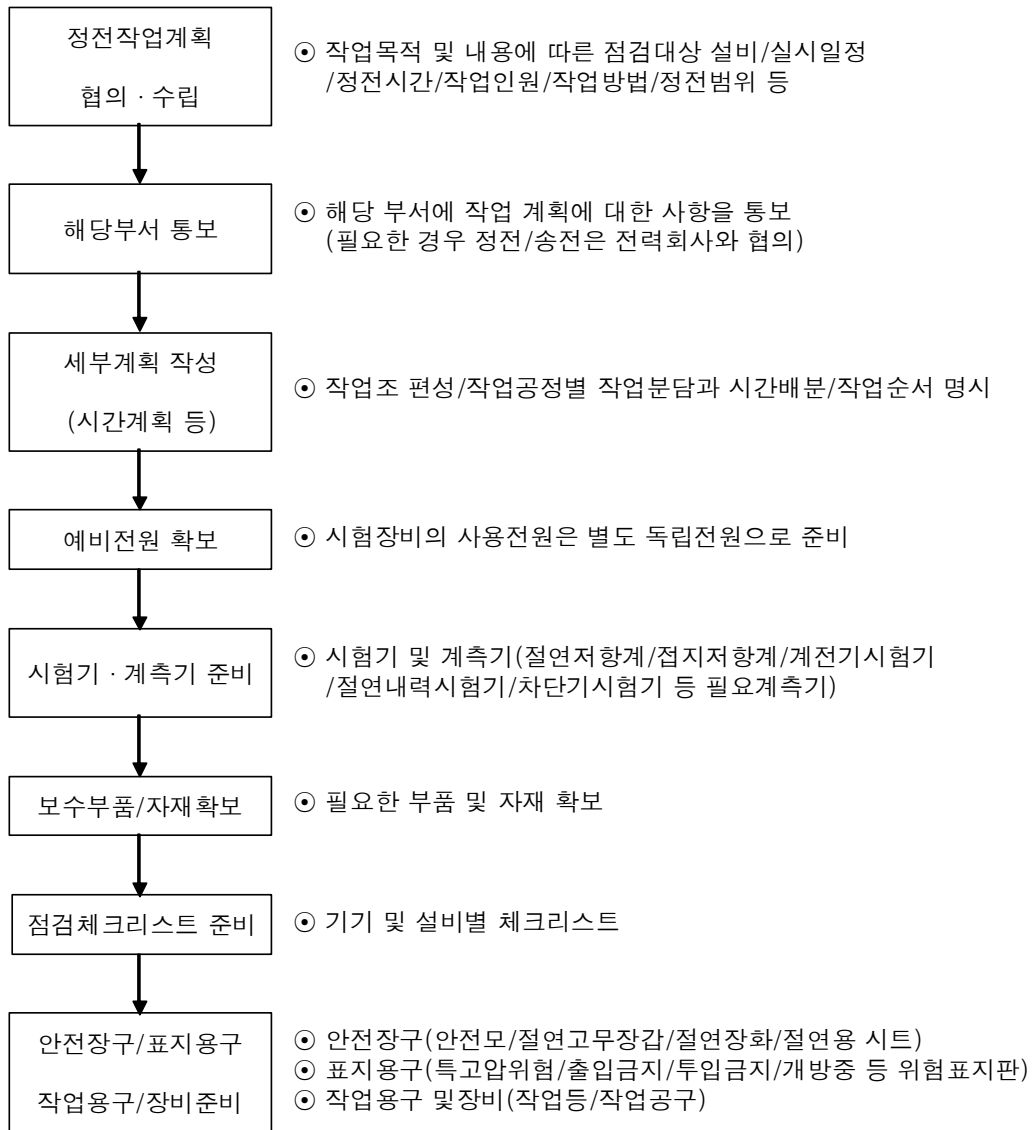 정전작업계획
협의 · 수립
⊙ 작업목적 및 내용에 따른 점검대상 설비/실시일정
/정전시간/작업인원/작업방법/정전범위 등
해당부서 통보
⊙ 해당 부서에 작업 계획에 대한 사항을 통보
(필요한 경우 정전/송전은 전력회사와 협의)
세부계획 작성
(시간계획 등)
⊙ 작업조 편성/작업공정별 작업분담과 시간배분/작업순서 명시
예비전원 확보
⊙ 시험장비의 사용전원은 별도 독립전원으로 준비
시험기 · 계측기 준비
⊙ 시험기 및 계측기(절연저항계/접지저항계/계전기시험기
/절연내력시험기/차단기시험기 등 필요계측기)
보수부품/자재확보
⊙ 필요한 부품 및 자재 확보
점검체크리스트 준비
⊙ 기기 및 설비별 체크리스트
안전장구/표지용구
작업용구/장비준비
⊙ 안전장구(안전모/절연고무장갑/절연장화/절연용 시트)
⊙ 표지용구(특고압위험/출입금지/투입금지/개방중 등 위험표지판)
⊙ 작업용구 및장비(작업등/작업공구)